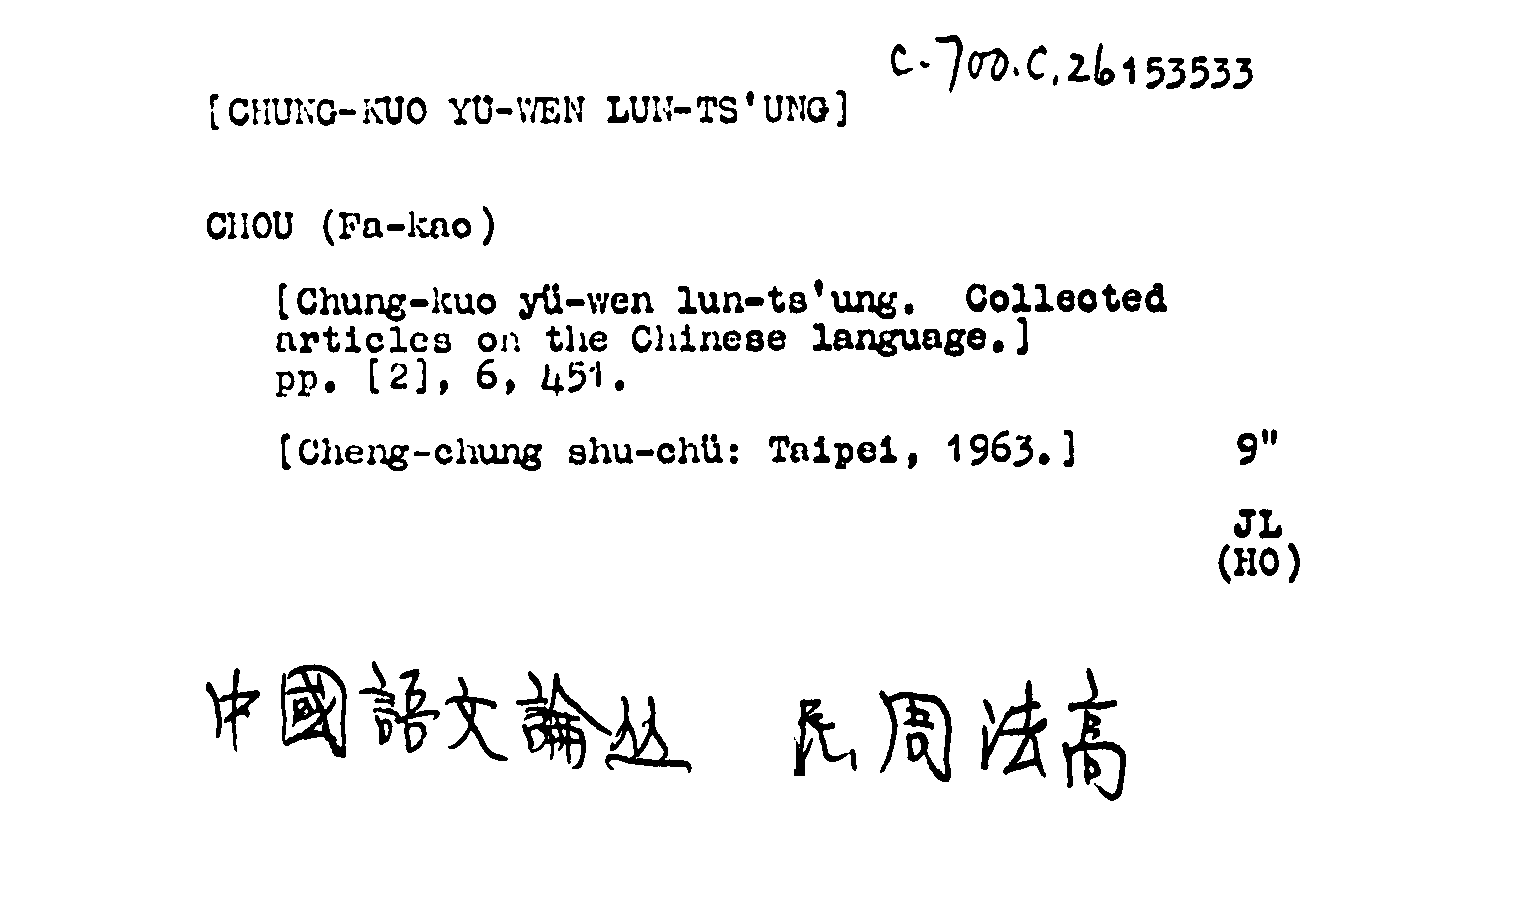 C.700.C.26153533
[CHUNG-KUO YÜ-WEN LUN-TS'UNG]
CHOU (Fa-kao)
[Chung-kuo yü-wen lun-ts'ung. Collected
articles on the Chinese language.]
pp. [2], 6, 451.
[Cheng-chung shu-chü: Taipei, 1963.] 9"
JL
(HO)
中國語文論丛 民周法高